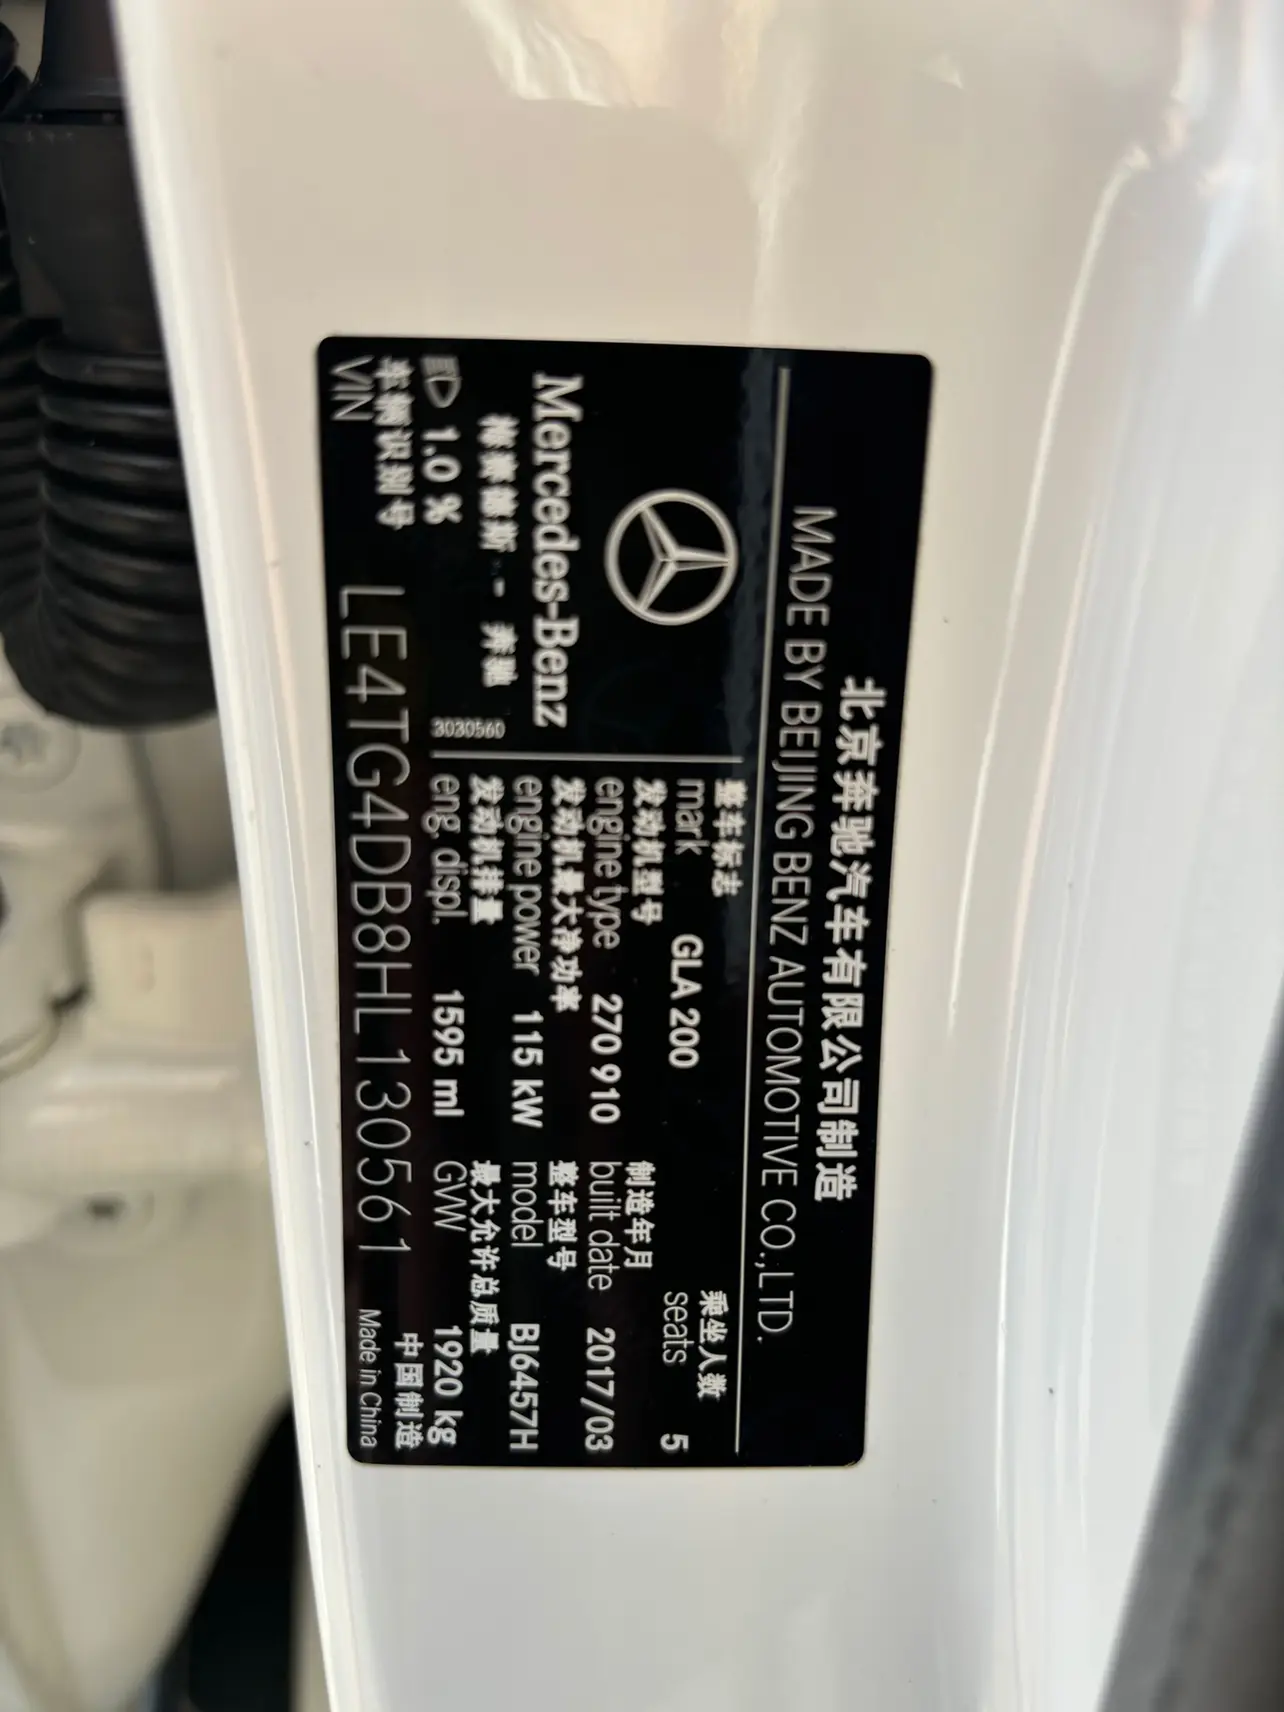 北京奔驰汽车有限公司制造
MADE BY BEIJING BENZ AUTOMOTIVE CO.,LTD.
Mercedes-Benz
梅赛德斯 - 奔驰
3030560
整车标志
mark GLA 200
乘坐人数
seats 5
发动机型号
engine type 270 910
制造年月
built date 2017/03
发动机最大净功率
engine power 115 kW
整车型号
model BJ6457H
发动机排量
eng. displ. 1595 ml
最大允许总质量
GVW 1920 kg
1.0 %
车辆识别号
VIN LE4TG4DB8HL130561
中国制造
Made in China